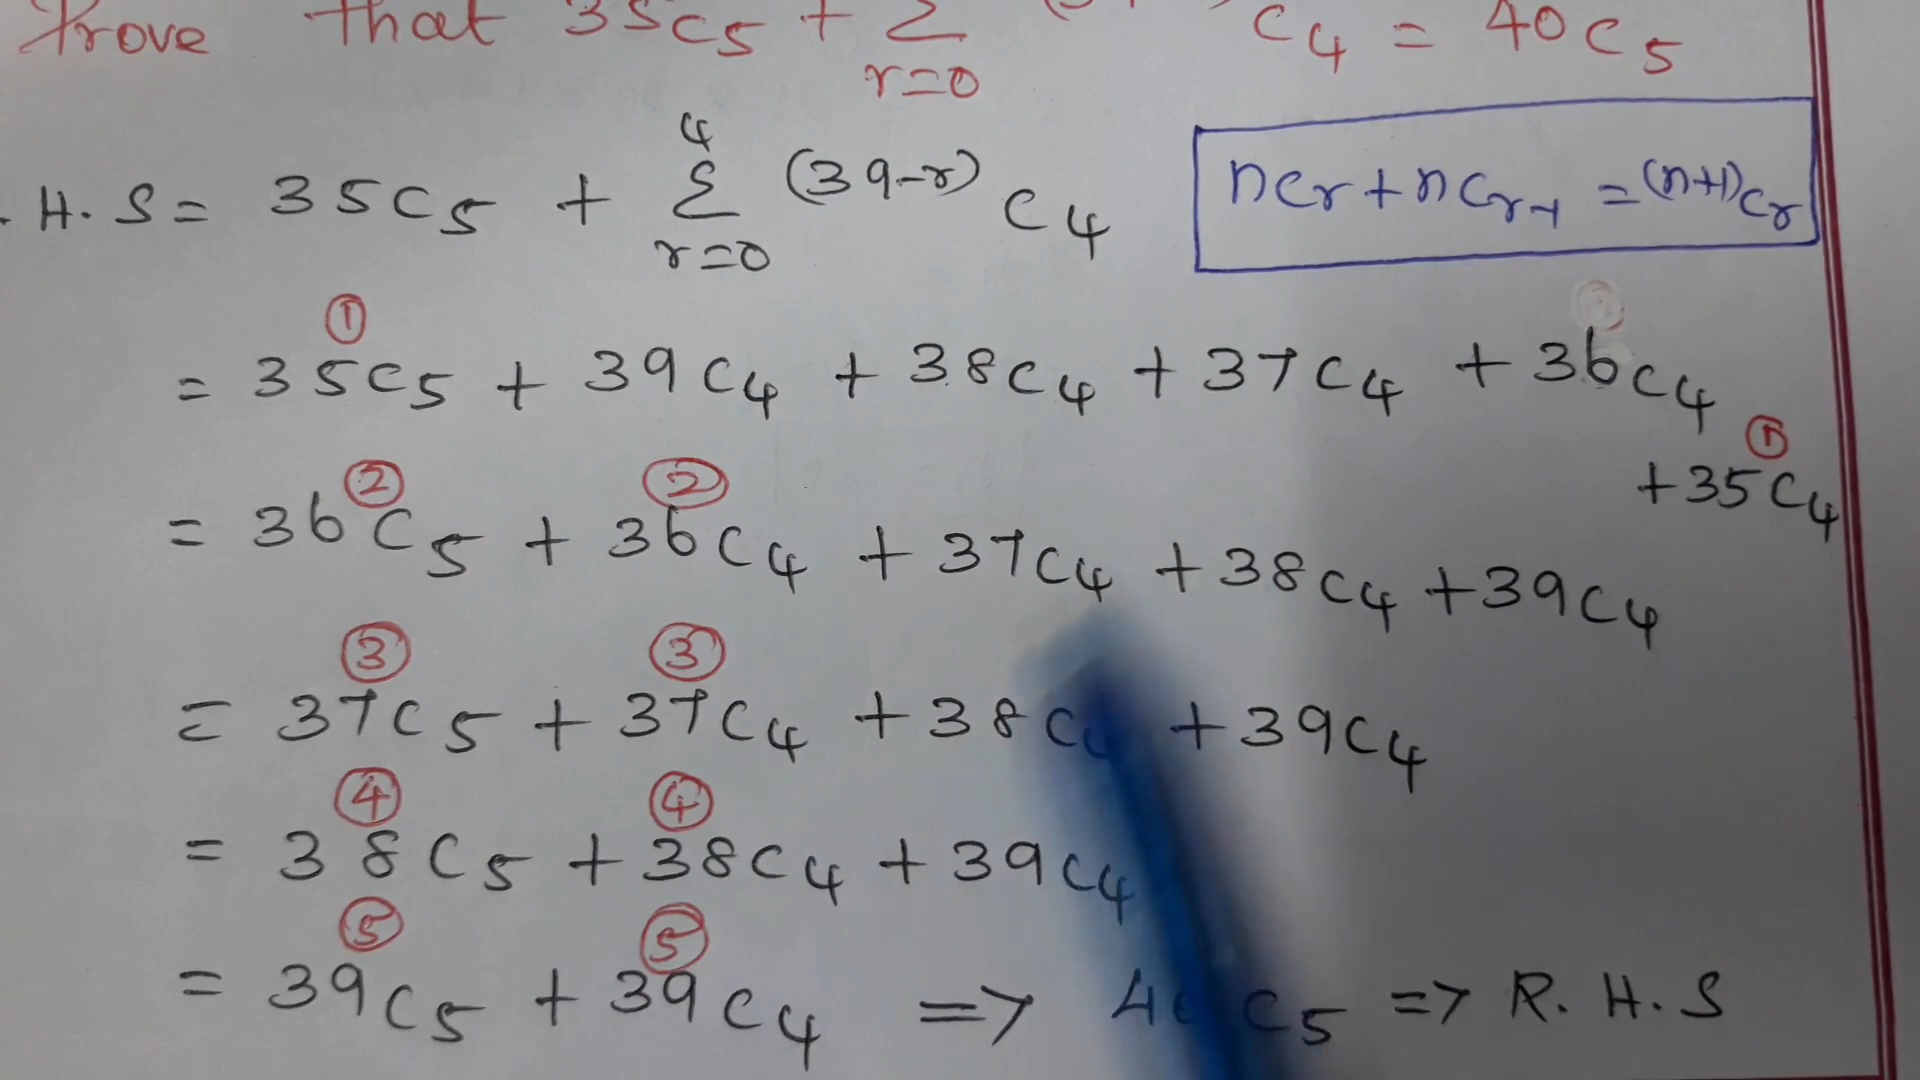 Prove that 35C5 + Σ C4 = 40C5
r=0
4
.H.S = 35C5 + Σ (39-r) C4
r=0
nCr + nCr-1 = (n+1)Cr
①
= 35C5 + 39C4 + 38C4 + 37C4 + 36C4
①
+35C4
② ②
= 36C5 + 36C4 + 37C4 + 38C4 + 39C4
③ ③
= 37C5 + 37C4 + 38C4 + 39C4
④ ④
= 38C5 + 38C4 + 39C4
⑤ ⑤
= 39C5 + 39C4 => 40C5 => R.H.S